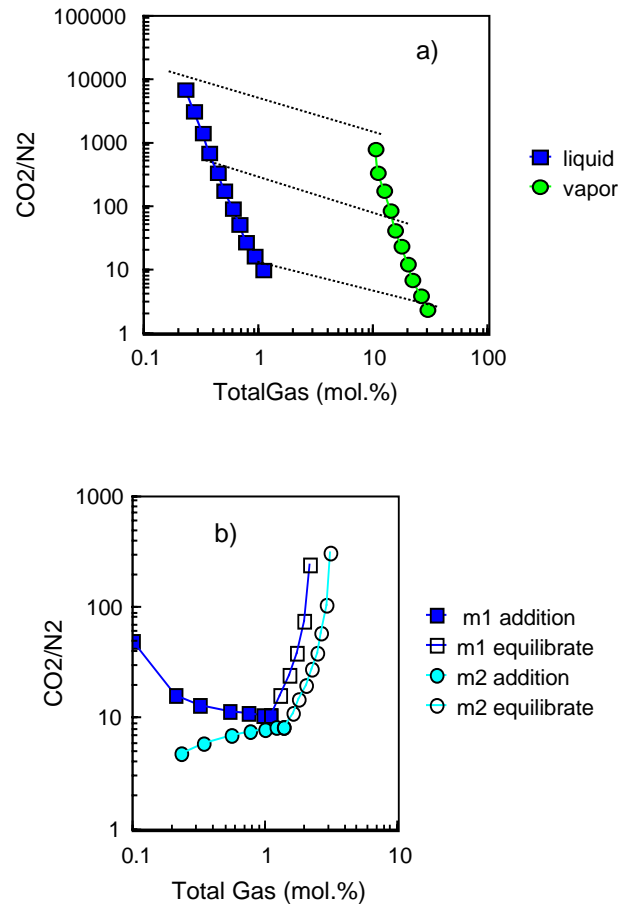 100000
a)
10000
1000
100
10
1
CO2/N2
liquid
vapor
0.1 1 10 100
TotalGas (mol.%)
1000
b)
100
10
1
CO2/N2
m1 addition
m1 equilibrate
m2 addition
m2 equilibrate
0.1 1 10
Total Gas (mol.%)